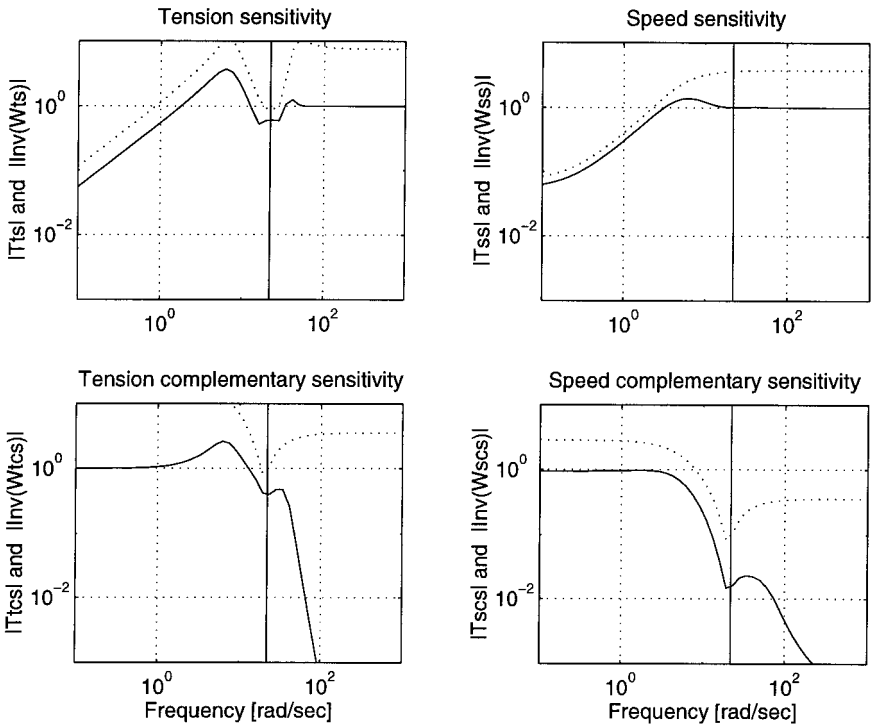 Tension sensitivity
|Tts| and |Inv(Wts)|
10^0
10^-2
10^0
10^2
Speed sensitivity
|Tss| and |Inv(Wss)|
10^0
10^-2
10^0
10^2
Tension complementary sensitivity
|Ttcs| and |Inv(Wtcs)|
10^0
10^-2
10^0
10^2
Frequency [rad/sec]
Speed complementary sensitivity
|Tscs| and |Inv(Wscs)|
10^0
10^-2
10^0
10^2
Frequency [rad/sec]